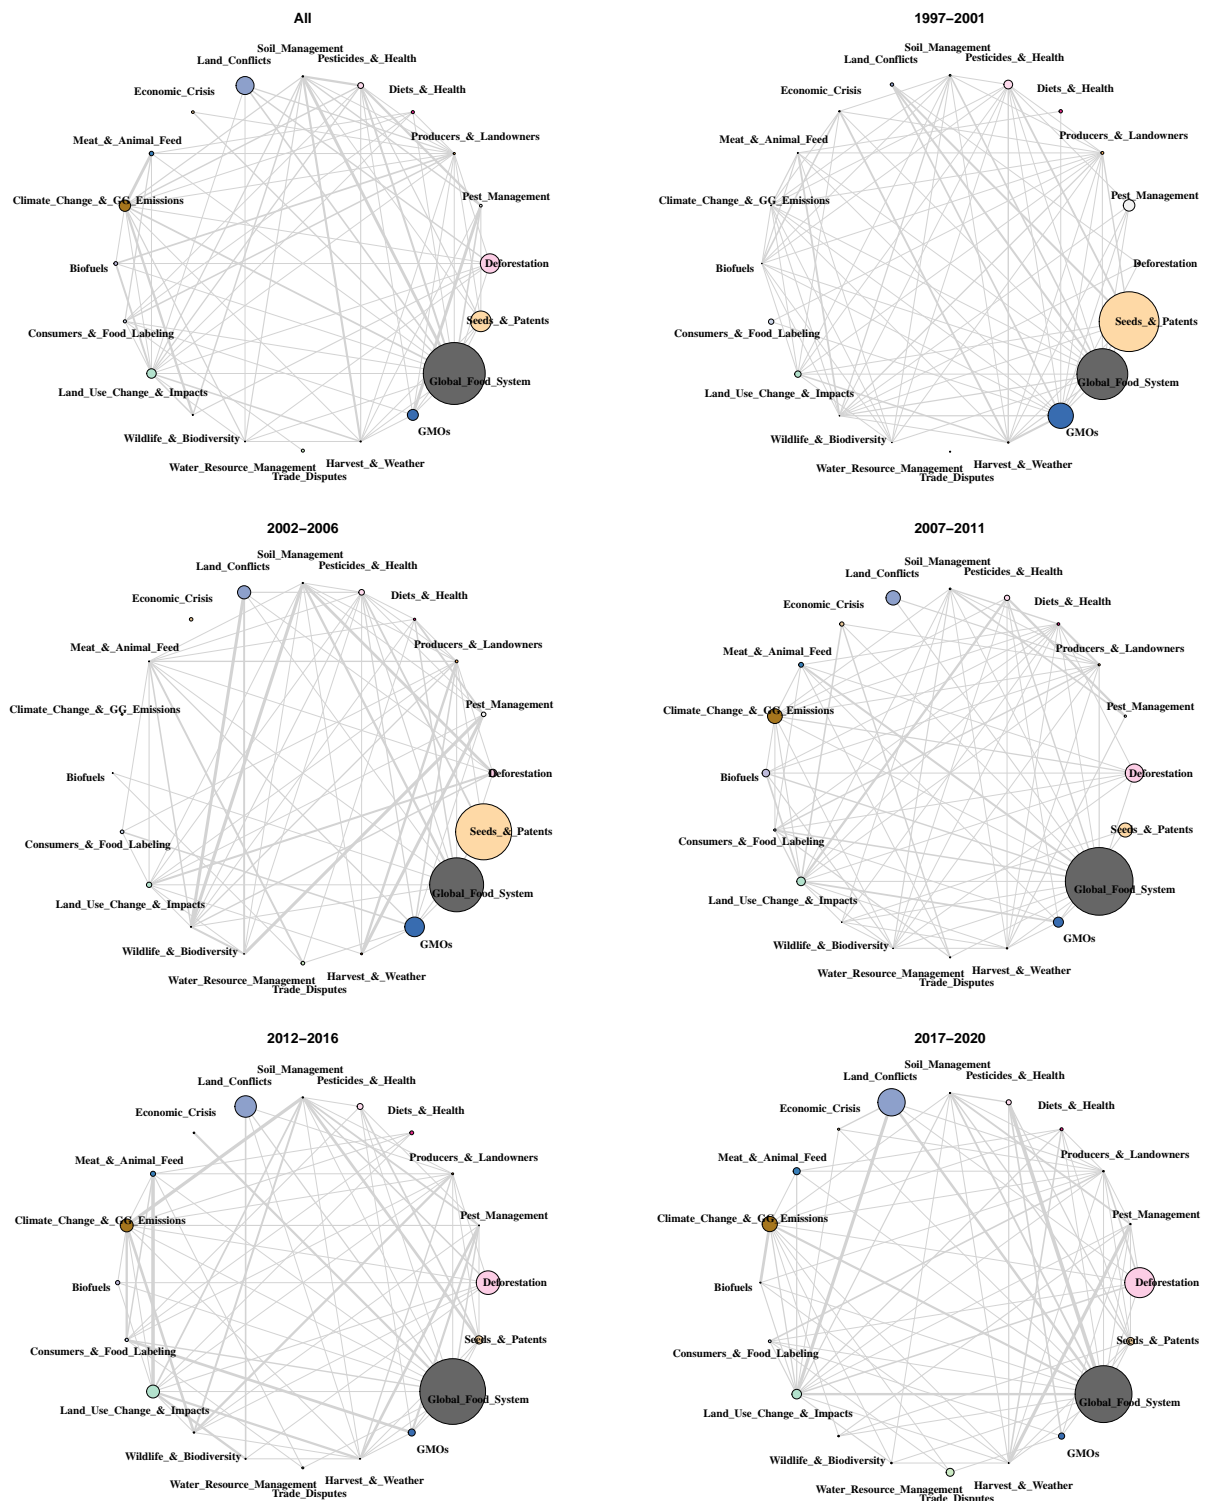 All
Soil_Management
Land_Conflicts
Pesticides_&_Health
Economic_Crisis
Diets_&_Health
Meat_&_Animal_Feed
Producers_&_Landowners
Climate_Change_&_GG_Emissions
Pest_Management
Biofuels
Deforestation
Consumers_&_Food_Labeling
Seeds_&_Patents
Land_Use_Change_&_Impacts
Global_Food_System
Wildlife_&_Biodiversity
GMOs
Water_Resource_Management
Harvest_&_Weather
Trade_Disputes
1997−2001
Soil_Management
Land_Conflicts
Pesticides_&_Health
Economic_Crisis
Diets_&_Health
Meat_&_Animal_Feed
Producers_&_Landowners
Climate_Change_&_GG_Emissions
Pest_Management
Biofuels
Deforestation
Consumers_&_Food_Labeling
Seeds_&_Patents
Land_Use_Change_&_Impacts
Global_Food_System
Wildlife_&_Biodiversity
GMOs
Water_Resource_Management
Harvest_&_Weather
Trade_Disputes
2002−2006
Soil_Management
Land_Conflicts
Pesticides_&_Health
Economic_Crisis
Diets_&_Health
Meat_&_Animal_Feed
Producers_&_Landowners
Climate_Change_&_GG_Emissions
Pest_Management
Biofuels
Deforestation
Consumers_&_Food_Labeling
Seeds_&_Patents
Land_Use_Change_&_Impacts
Global_Food_System
Wildlife_&_Biodiversity
GMOs
Water_Resource_Management
Harvest_&_Weather
Trade_Disputes
2007−2011
Soil_Management
Land_Conflicts
Pesticides_&_Health
Economic_Crisis
Diets_&_Health
Meat_&_Animal_Feed
Producers_&_Landowners
Climate_Change_&_GG_Emissions
Pest_Management
Biofuels
Deforestation
Consumers_&_Food_Labeling
Seeds_&_Patents
Land_Use_Change_&_Impacts
Global_Food_System
Wildlife_&_Biodiversity
GMOs
Water_Resource_Management
Harvest_&_Weather
Trade_Disputes
2012−2016
Soil_Management
Land_Conflicts
Pesticides_&_Health
Economic_Crisis
Diets_&_Health
Meat_&_Animal_Feed
Producers_&_Landowners
Climate_Change_&_GG_Emissions
Pest_Management
Biofuels
Deforestation
Consumers_&_Food_Labeling
Seeds_&_Patents
Land_Use_Change_&_Impacts
Global_Food_System
Wildlife_&_Biodiversity
GMOs
Water_Resource_Management
Harvest_&_Weather
Trade_Disputes
2017−2020
Soil_Management
Land_Conflicts
Pesticides_&_Health
Economic_Crisis
Diets_&_Health
Meat_&_Animal_Feed
Producers_&_Landowners
Climate_Change_&_GG_Emissions
Pest_Management
Biofuels
Deforestation
Consumers_&_Food_Labeling
Seeds_&_Patents
Land_Use_Change_&_Impacts
Global_Food_System
Wildlife_&_Biodiversity
GMOs
Water_Resource_Management
Harvest_&_Weather
Trade_Disputes